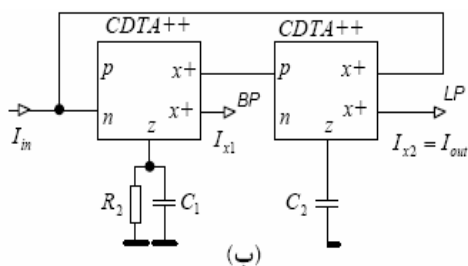 CDTA++ CDTA++
p x+ p x+
n x+ BP n x+ LP
z z
I_in I_x1 I_x2 = I_out
R_2 C_1 C_2
(ب)